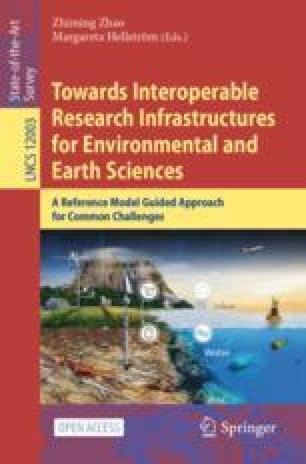 Zhiming Zhao
Margareta Hellström (Eds.)
State-of-the-Art
Survey
LNCS 12003
Towards Interoperable
Research Infrastructures
for Environmental and
Earth Sciences
A Reference Model Guided Approach
for Common Challenges
Water
OPEN ACCESS
Springer